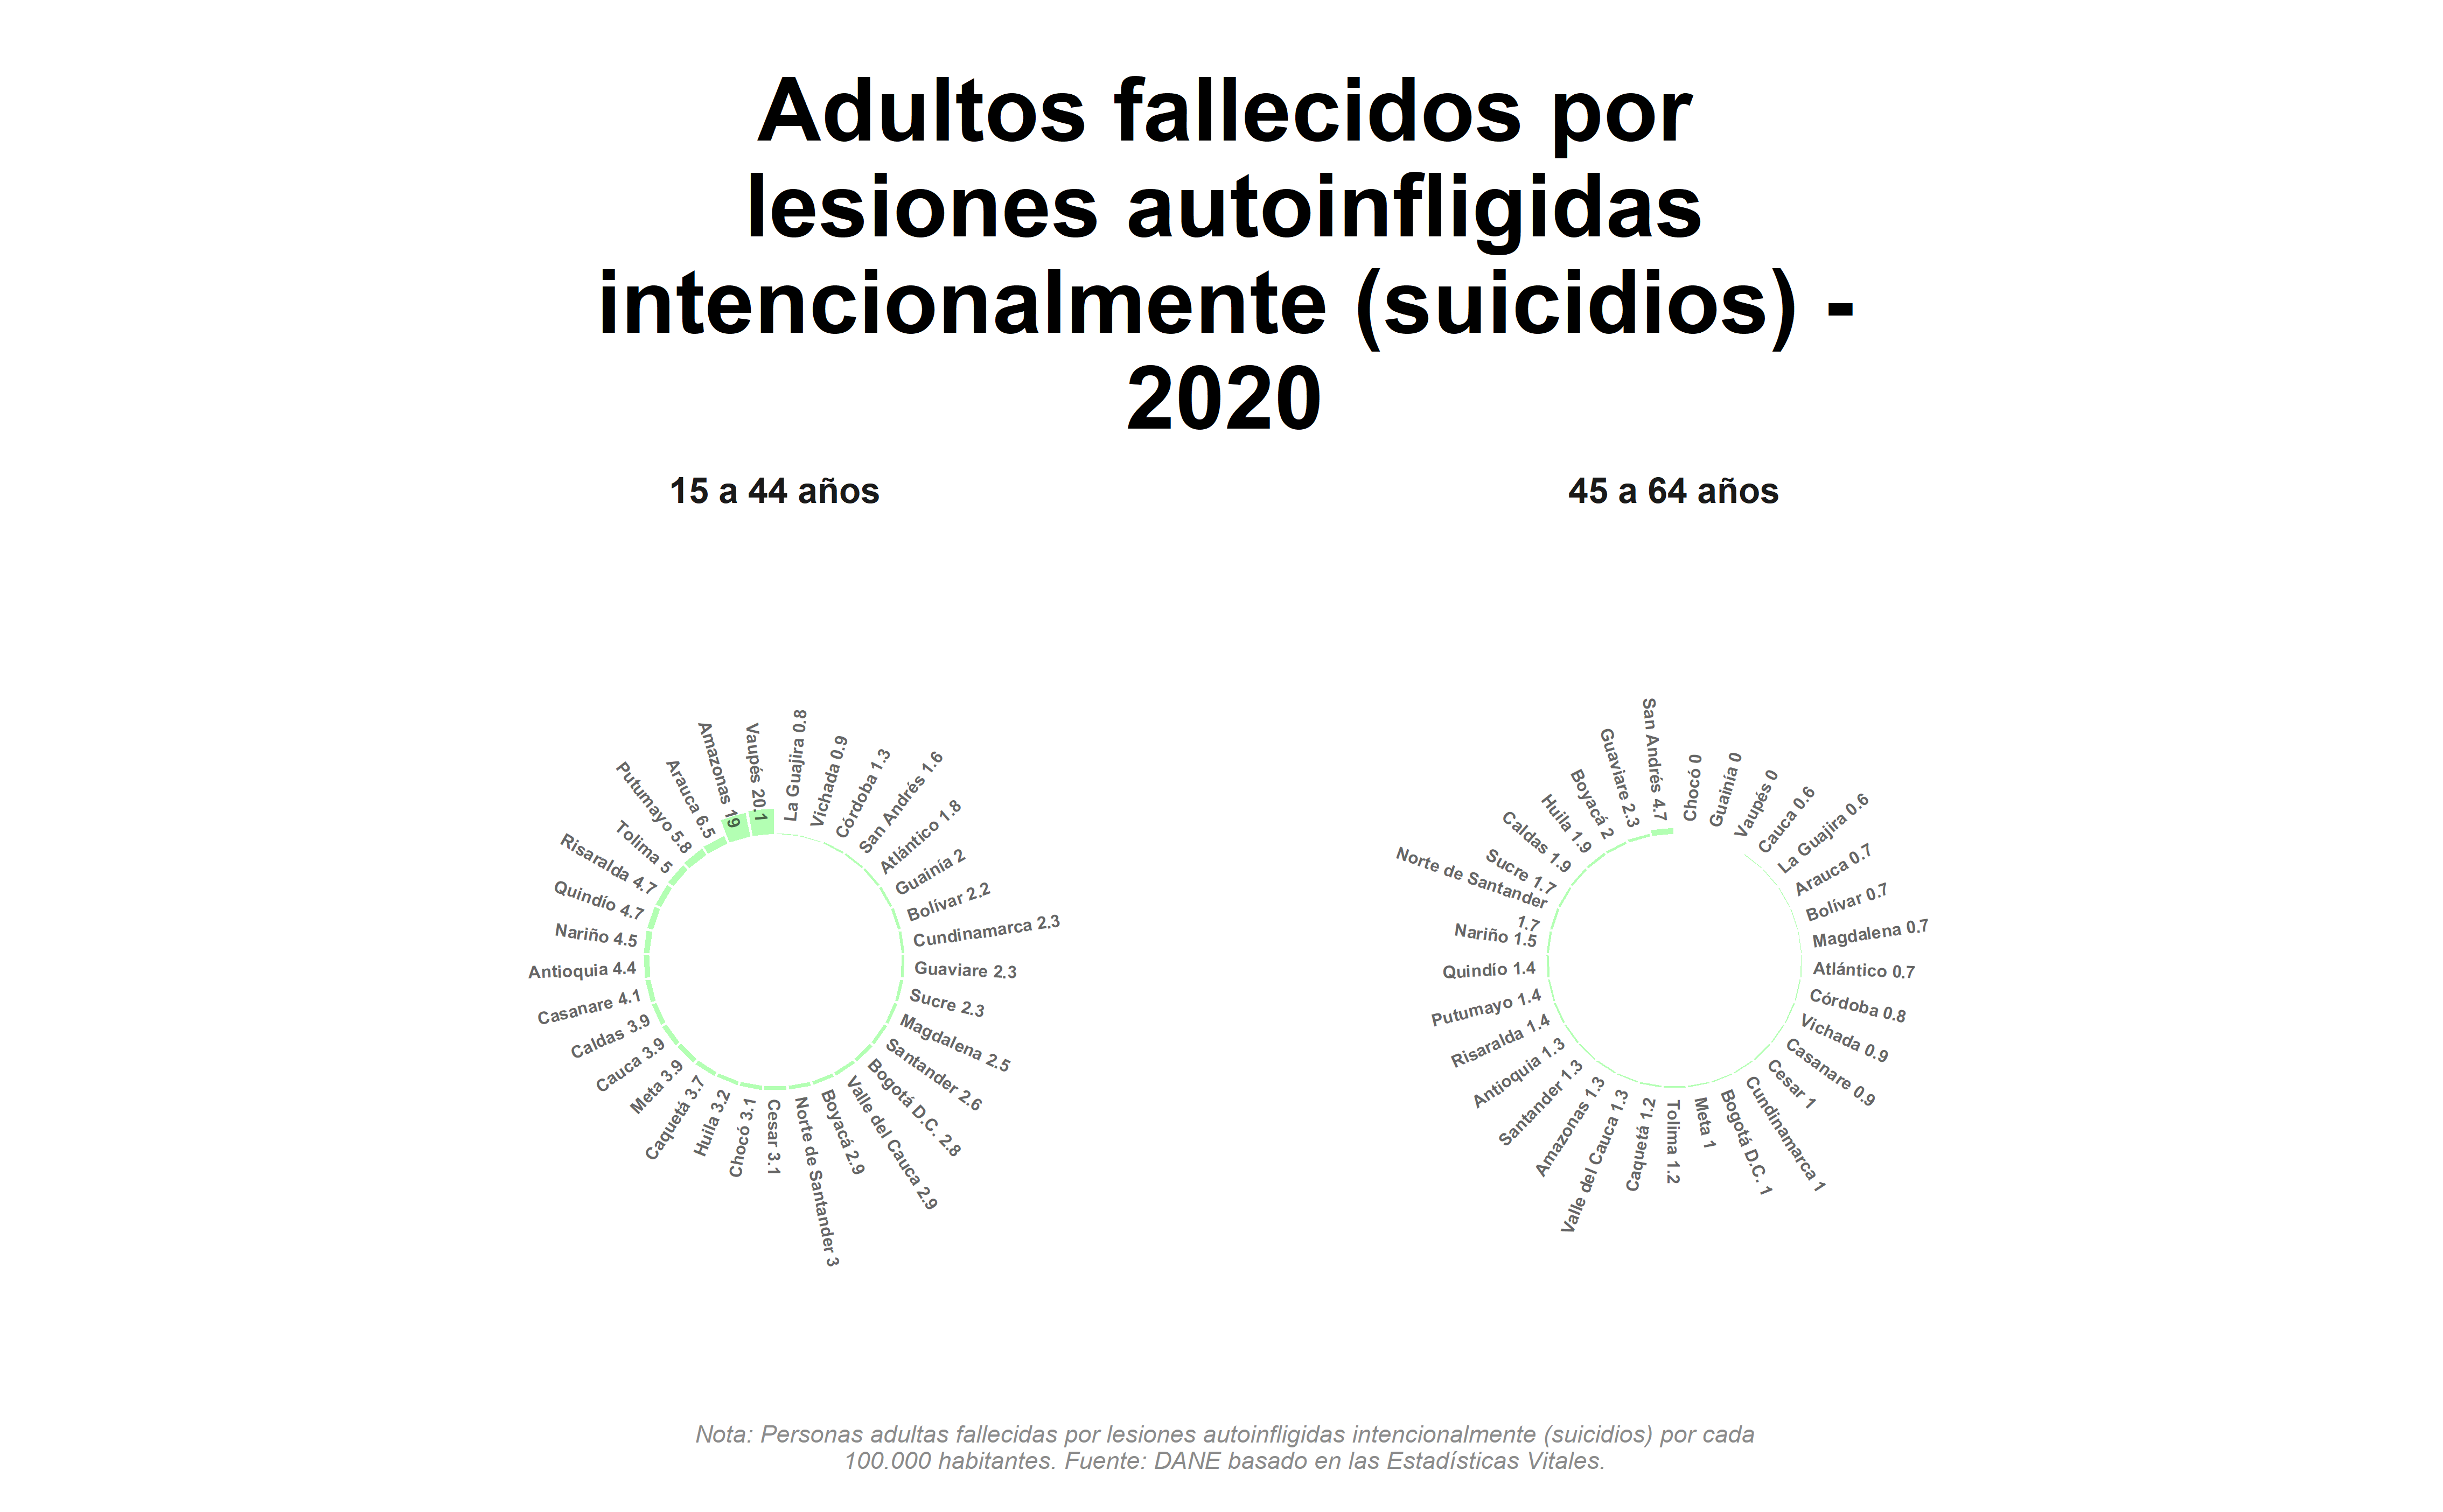 Adultos fallecidos por
lesiones autoinfligidas
intencionalmente (suicidios) -
2020
15 a 44 años
La Guajira 0.8
Vichada 0.9
Córdoba 1.3
San Andrés 1.6
Atlántico 1.8
Guainía 2
Bolívar 2.2
Cundinamarca 2.3
Guaviare 2.3
Sucre 2.3
Magdalena 2.5
Santander 2.6
Bogotá D.C. 2.8
Valle del Cauca 2.9
Boyacá 2.9
Norte de Santander 3
Cesar 3.1
Chocó 3.1
Huila 3.2
Caquetá 3.7
Meta 3.9
Cauca 3.9
Caldas 3.9
Casanare 4.1
Antioquia 4.4
Nariño 4.5
Quindío 4.7
Risaralda 4.7
Tolima 5
Putumayo 5.8
Arauca 6.5
Amazonas 19
Vaupés 20.1
45 a 64 años
Chocó 0
Guainía 0
Vaupés 0
Cauca 0.6
La Guajira 0.6
Arauca 0.7
Bolívar 0.7
Magdalena 0.7
Atlántico 0.7
Córdoba 0.8
Vichada 0.9
Casanare 0.9
Cesar 1
Cundinamarca 1
Bogotá D.C. 1
Meta 1
Tolima 1.2
Caquetá 1.2
Valle del Cauca 1.3
Amazonas 1.3
Santander 1.3
Antioquia 1.3
Risaralda 1.4
Putumayo 1.4
Quindío 1.4
Nariño 1.5
Norte de Santander
1.7
Sucre 1.7
Caldas 1.9
Huila 1.9
Boyacá 2
Guaviare 2.3
San Andrés 4.7
Nota: Personas adultas fallecidas por lesiones autoinfligidas intencionalmente (suicidios) por cada
100.000 habitantes. Fuente: DANE basado en las Estadísticas Vitales.